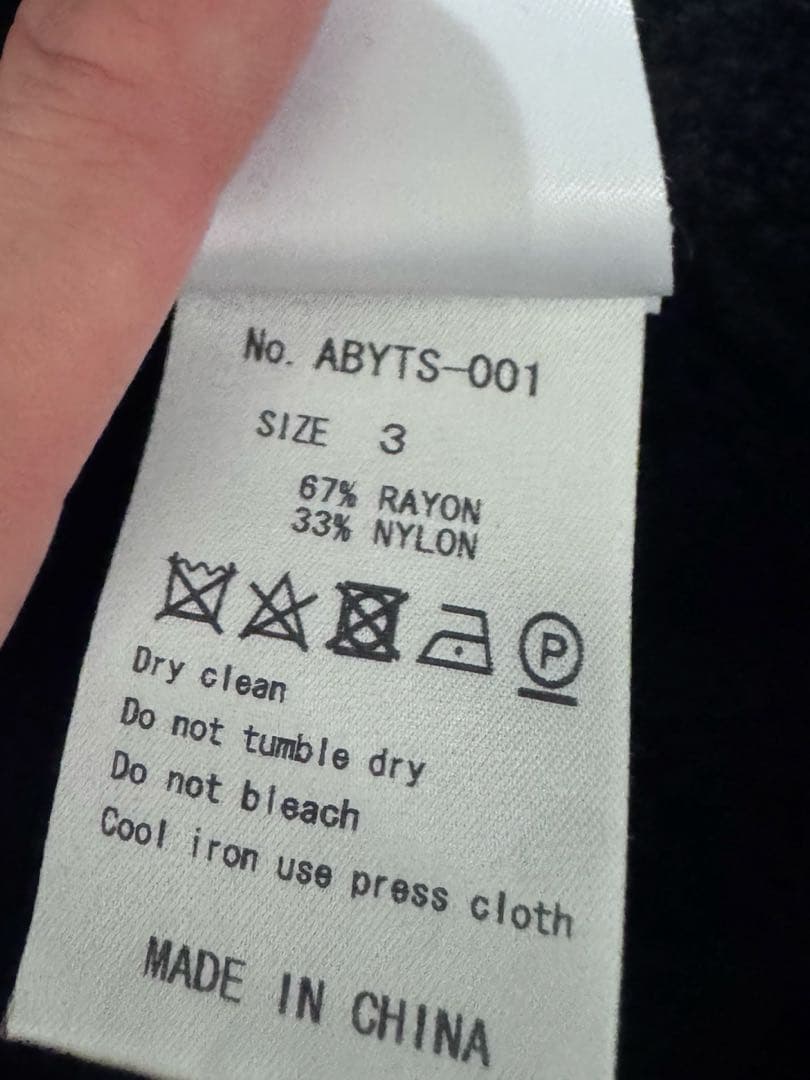 No. ABYTS-001
SIZE 3
67% RAYON
33% NYLON
P
Dry clean
Do not tumble dry
Do not bleach
Cool iron use press cloth
MADE IN CHINA